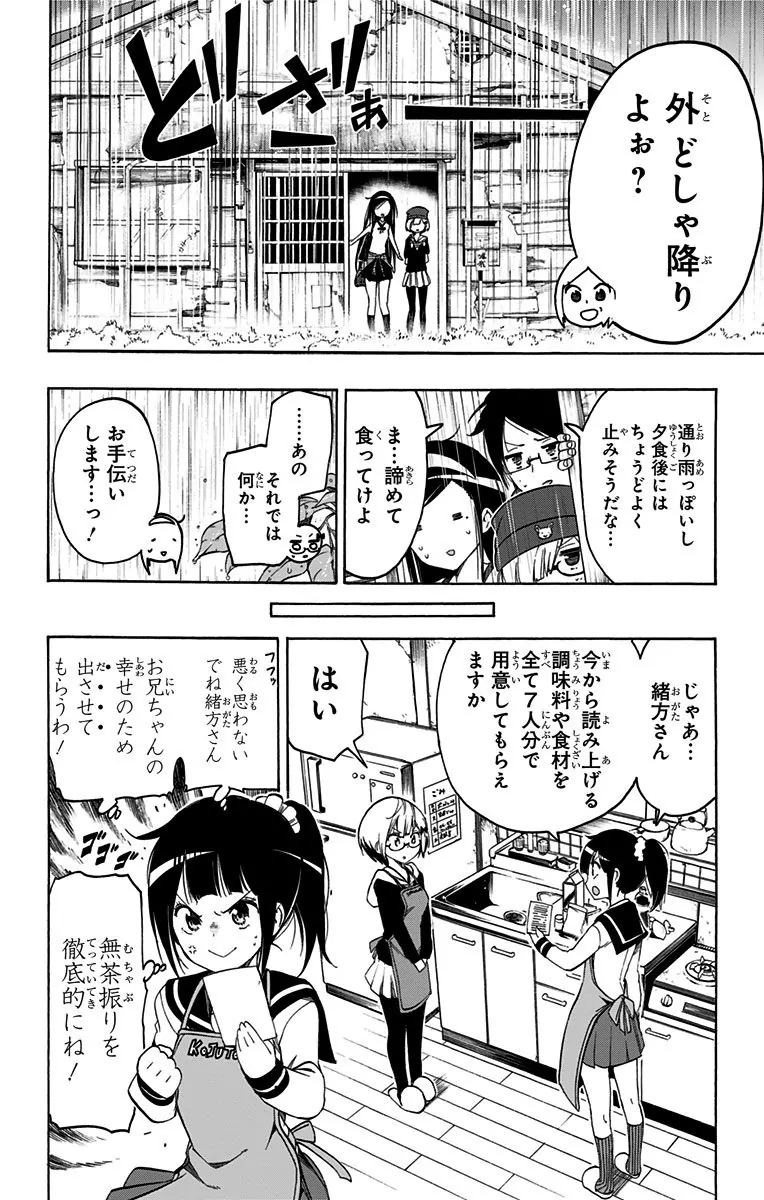 外どしゃ降り
よぉ?
どざぁ
通り雨っぽいし
夕食後には
ちょうどよく
止みそうだな…
ま…諦めて
食ってけよ
……あの
それでは
何か…
お手伝い
します…っ!
じゃあ…
緒方さん
今から読み上げる
調味料や食材を
全て7人分で
用意してもらえ
ますか
はい
ごみ
フフッ
悪く思わない
でね緒方さん
お兄ちゃんの
幸せのため
出させて
もらうわ!
無茶振りを
徹底的にね!